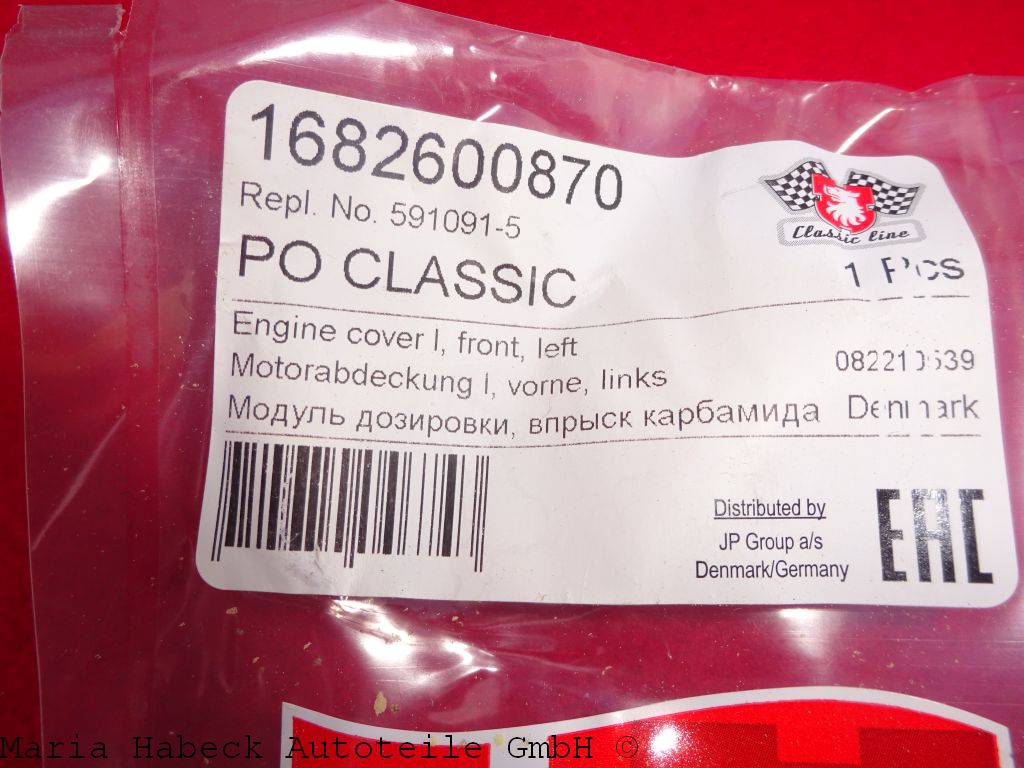 1682600870
Repl. No. 591091-5
PO CLASSIC
Classic line
1 Pcs
Engine cover l, front, left
Motorabdeckung l, vorne, links
Модуль дозировки, впрыск карбамида
Denmark
Distributed by
JP Group a/s
Denmark/Germany
EAC
Maria Habeck Autoteile GmbH ©